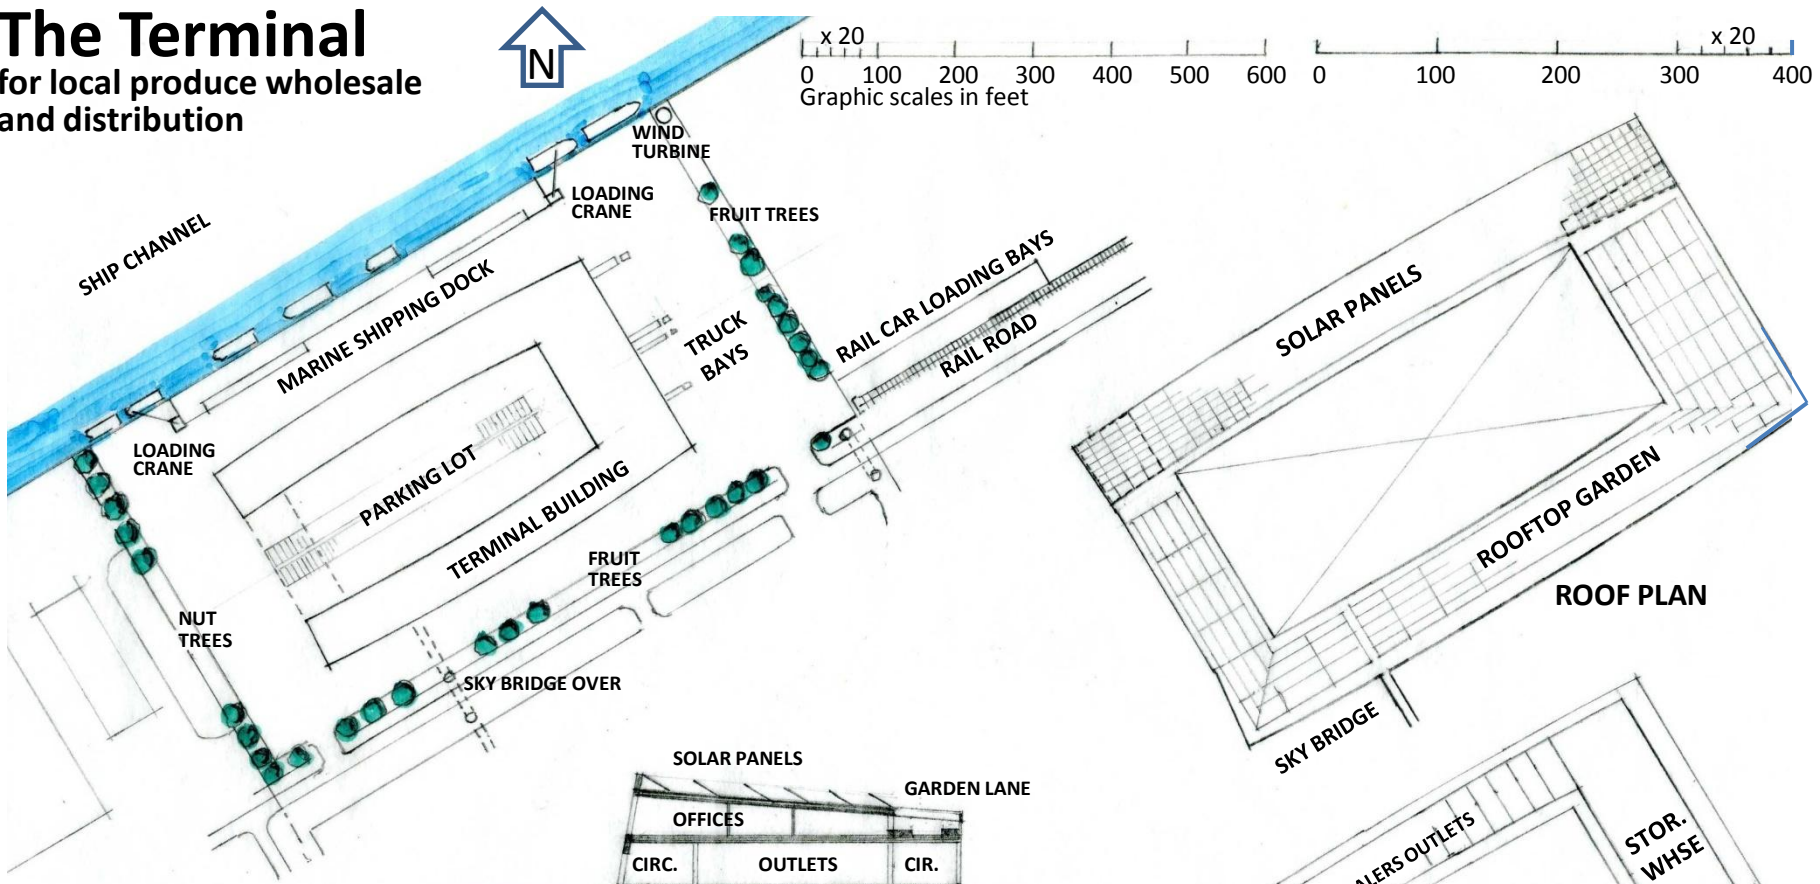 The Terminal
for local produce wholesale
and distribution
N
x 20
0 100 200 300 400 500 600
Graphic scales in feet
x 20
0 100 200 300 400
WIND
TURBINE
LOADING
CRANE
FRUIT TREES
SHIP CHANNEL
MARINE SHIPPING DOCK
TRUCK
BAYS
RAIL CAR LOADING BAYS
RAIL ROAD
LOADING
CRANE
PARKING LOT
TERMINAL BUILDING
FRUIT
TREES
NUT
TREES
SKY BRIDGE OVER
SOLAR PANELS
ROOFTOP GARDEN
ROOF PLAN
SKY BRIDGE
SOLAR PANELS
GARDEN LANE
OFFICES
CIRC. OUTLETS CIR.
ALERS OUTLETS
STOR.
WHSE